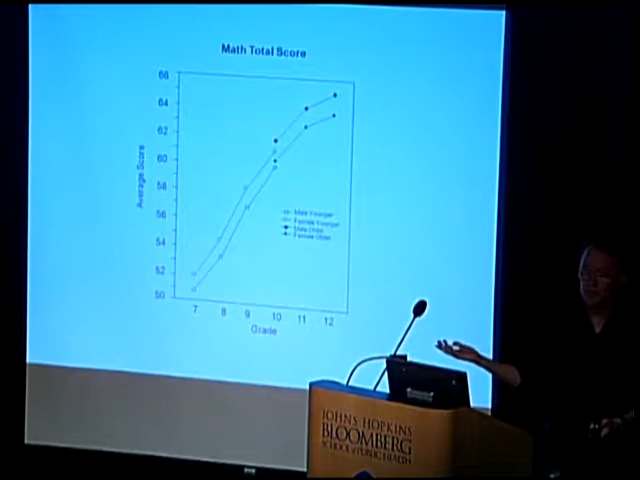 Math Total Score
66
64
62
60
58
56
54
52
50
Average Score
7 8 9 10 11 12
Grade
Male Younger
Female Younger
Male Older
Female Older
JOHNS HOPKINS
BLOOMBERG
SCHOOL of PUBLIC HEALTH